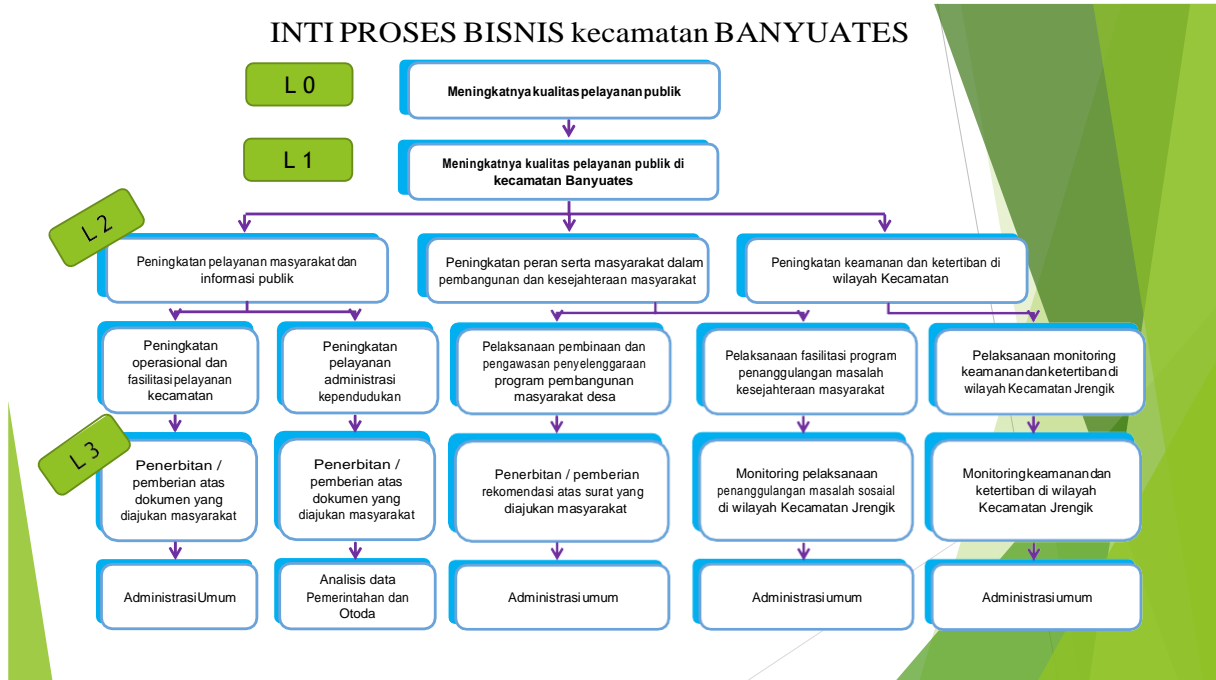 INTI PROSES BISNIS kecamatan BANYUATES
L 0
Meningkatnya kualitas pelayanan publik
L 1
Meningkatnya kualitas pelayanan publik di
kecamatan Banyuates
L 2
Peningkatan pelayanan masyarakat dan
informasi publik
Peningkatan peran serta masyarakat dalam
pembangunan dan kesejahteraan masyarakat
Peningkatan keamanan dan ketertiban di
wilayah Kecamatan
Peningkatan
operasional dan
fasilitasi pelayanan
kecamatan
Peningkatan
pelayanan
administrasi
kependudukan
Pelaksanaan pembinaan dan
pengawasan penyelenggaraan
program pembangunan
masyarakat desa
Pelaksanaan fasilitasi program
penanggulangan masalah
kesejahteraan masyarakat
Pelaksanaan monitoring
keamanan dan ketertiban di
wilayah Kecamatan Jrengik
L 3
Penerbitan /
pemberian atas
dokumen yang
diajukan masyarakat
Penerbitan /
pemberian atas
dokumen yang
diajukan masyarakat
Penerbitan / pemberian
rekomendasi atas surat yang
diajukan masyarakat
Monitoring pelaksanaan
penanggulangan masalah sosaial
di wilayah Kecamatan Jrengik
Monitoring keamanan dan
ketertiban di wilayah
Kecamatan Jrengik
Administrasi Umum
Analisis data
Pemerintahan dan
Otoda
Administrasi umum
Administrasi umum
Administrasi umum